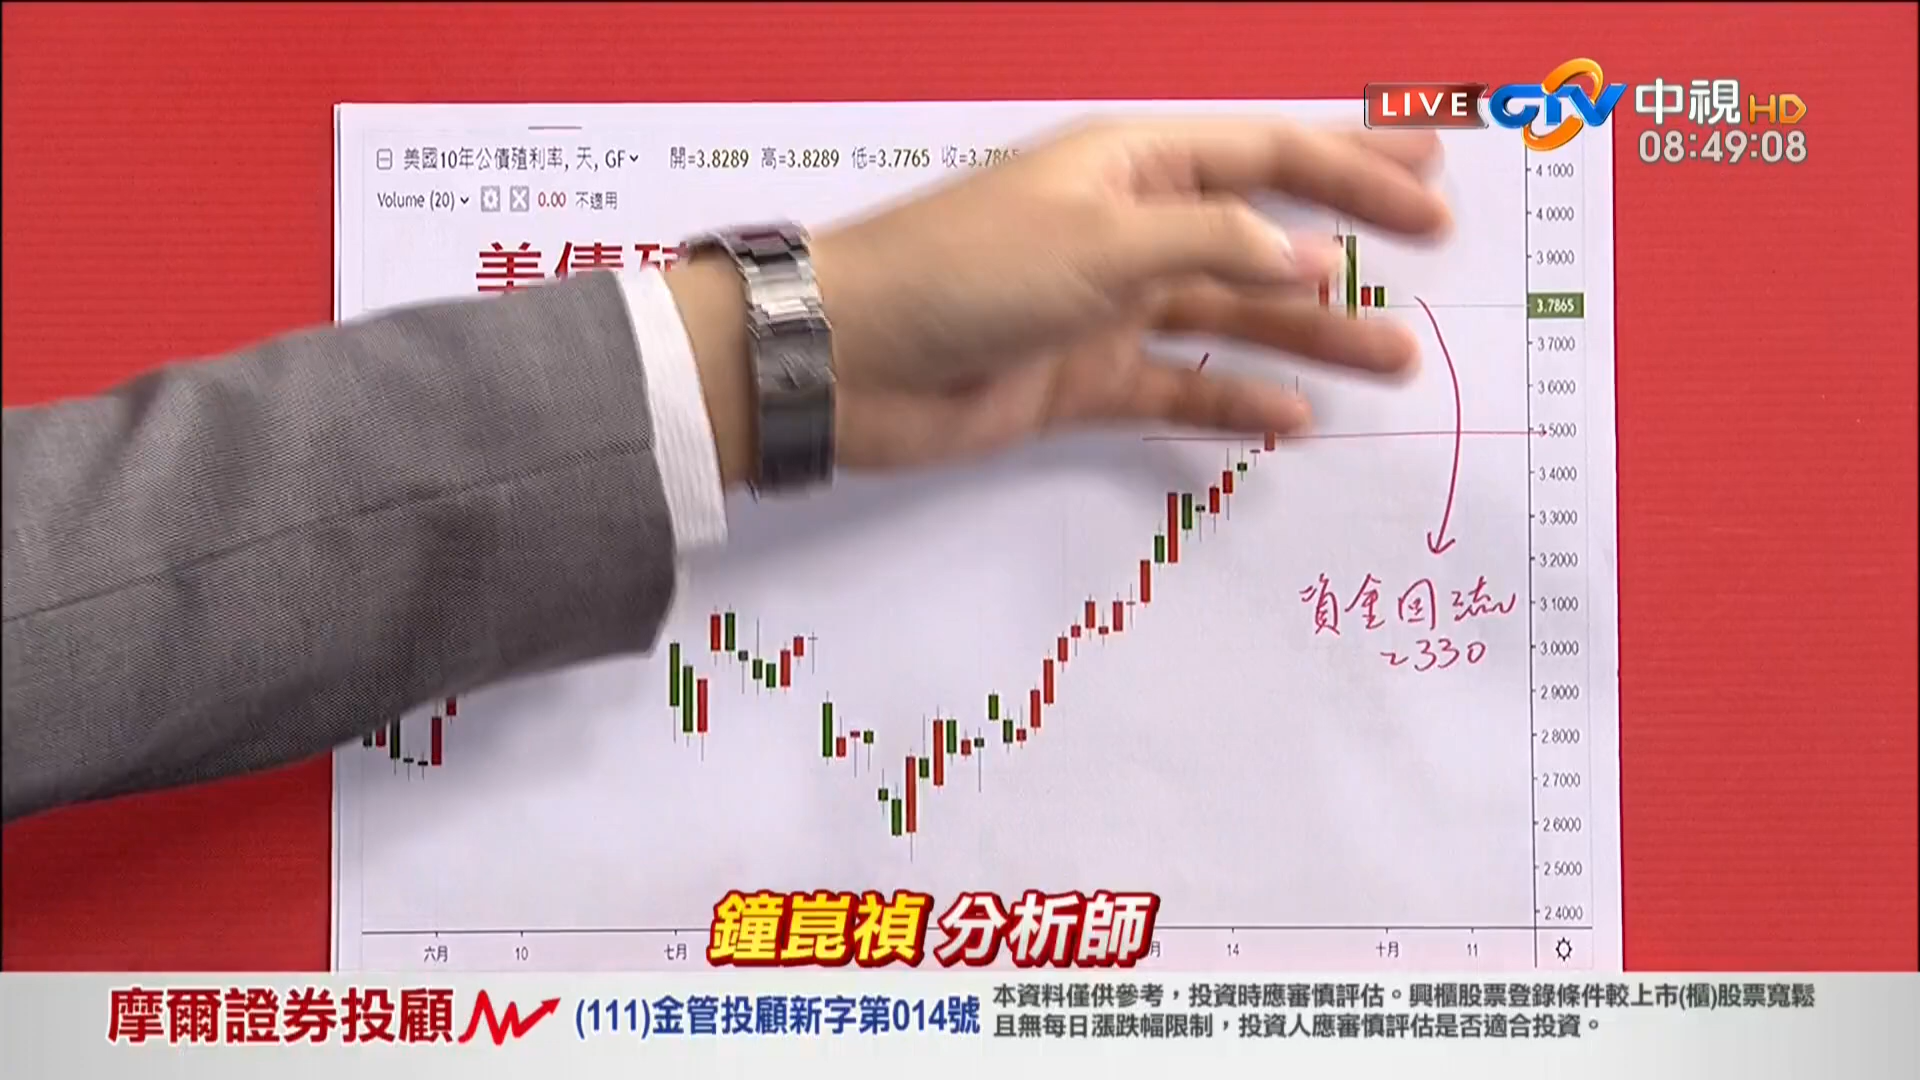 LIVE CTV 中視 HD
08:49:08
美國10年公債殖利率, 天, GF 開=3.8289 高=3.8289 低=3.7765 收=3.7865
Volume (20) 0.00 不適用
美債殖
4.1000
4.0000
3.9000
3.7865
3.7000
3.6000
3.5000
3.4000
3.3000
3.2000
3.1000
3.0000
2.9000
2.8000
2.7000
2.6000
2.5000
2.4000
資金回流
2330
六月 10 七月 月 14 十月 11
鐘崑禎 分析師
摩爾證券投顧 (111)金管投顧新字第014號
本資料僅供參考，投資時應審慎評估。興櫃股票登錄條件較上市(櫃)股票寬鬆
且無每日漲跌幅限制，投資人應審慎評估是否適合投資。